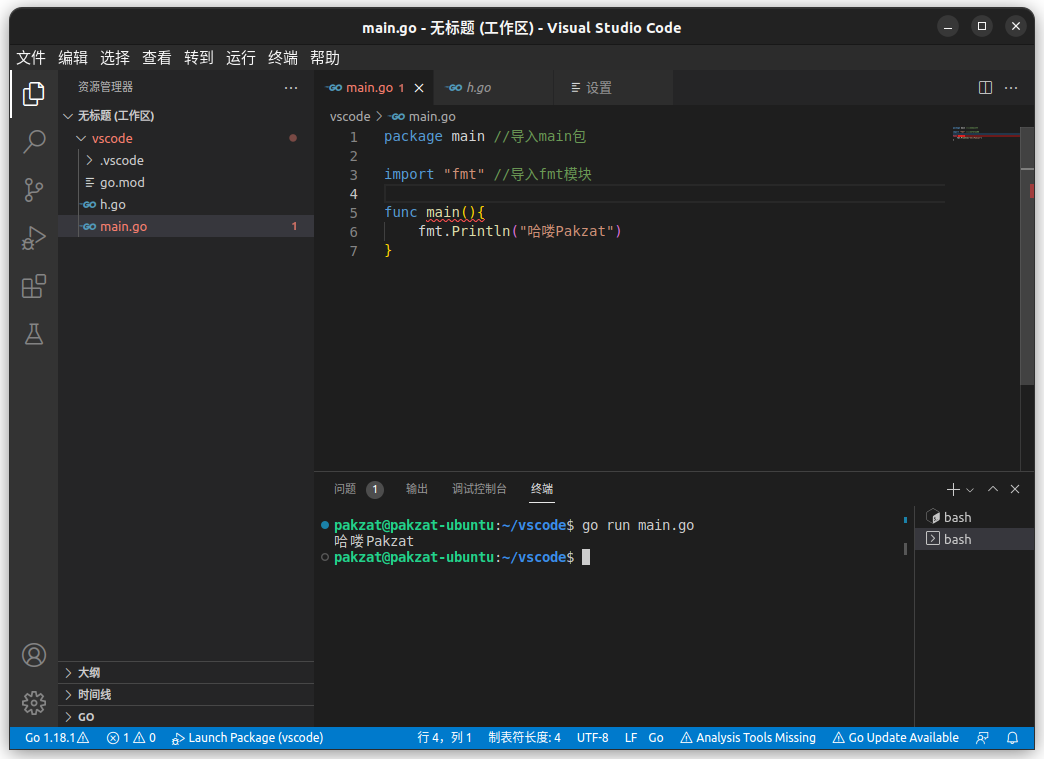 main.go - 无标题 (工作区) - Visual Studio Code
文件 编辑 选择 查看 转到 运行 终端 帮助
资源管理器
无标题 (工作区)
vscode
.vscode
go.mod
h.go
main.go 1
大纲
时间线
GO
main.go 1
h.go
设置
vscode > main.go
1 package main //导入main包
2
3 import "fmt" //导入fmt模块
4
5 func main(){
6 fmt.Println("哈喽Pakzat")
7 }
问题 1 输出 调试控制台 终端
pakzat@pakzat-ubuntu:~/vscode$ go run main.go
哈喽Pakzat
pakzat@pakzat-ubuntu:~/vscode$
bash
bash
Go 1.18.1 1 0 Launch Package (vscode) 行 4，列 1 制表符长度: 4 UTF-8 LF Go Analysis Tools Missing Go Update Available